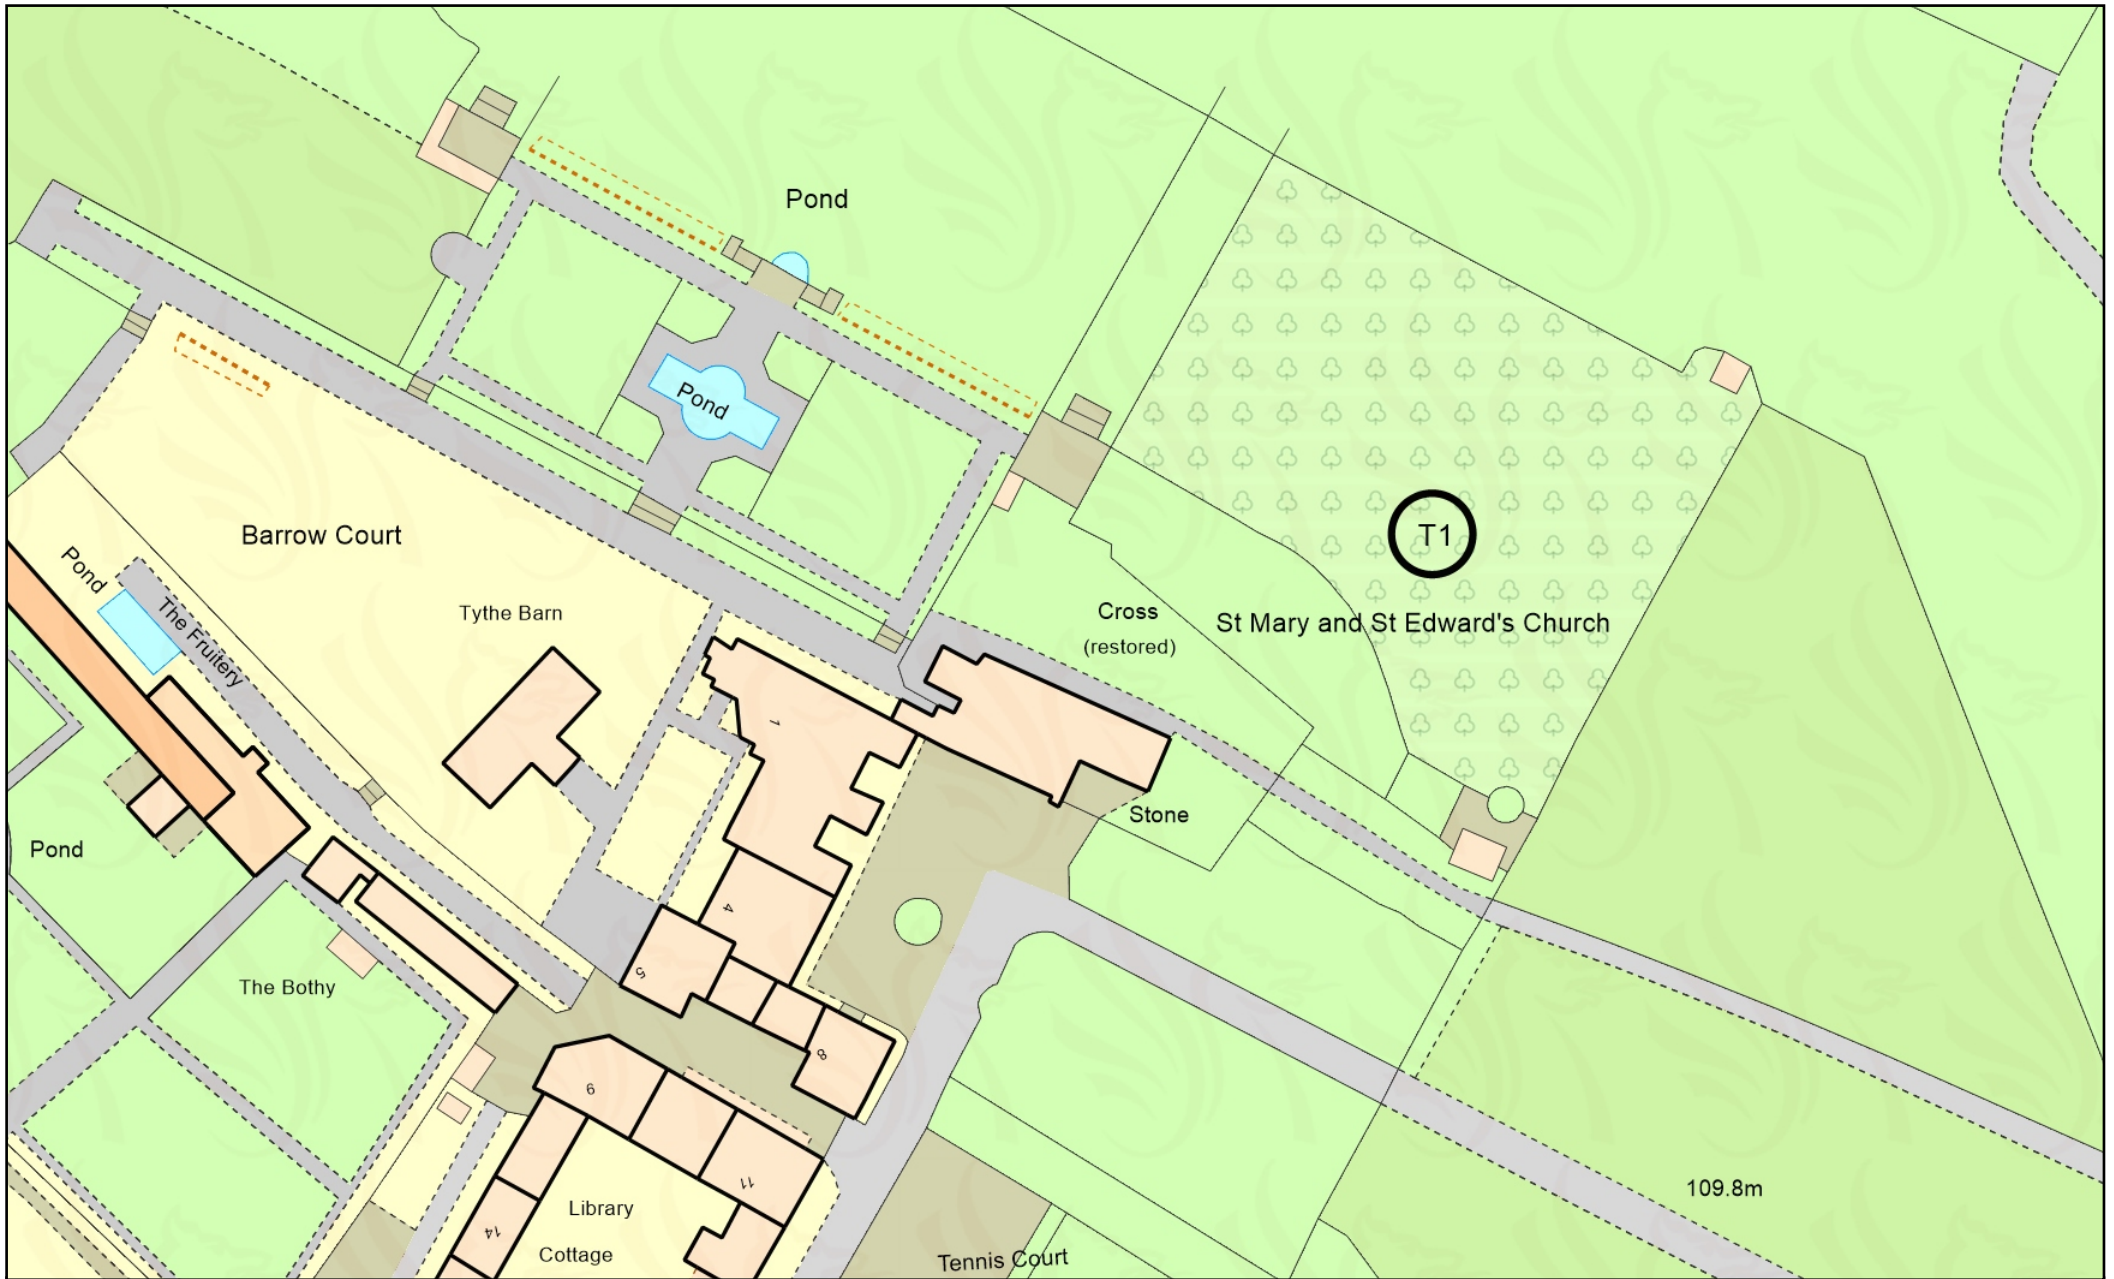 Pond
Pond
T1
Barrow Court
Pond
The Fruitery
Tythe Barn
Cross
(restored)
St Mary and St Edward's Church
1
Stone
Pond
4
5
The Bothy
8
9
11
14
Library
Cottage
109.8m
Tennis Court